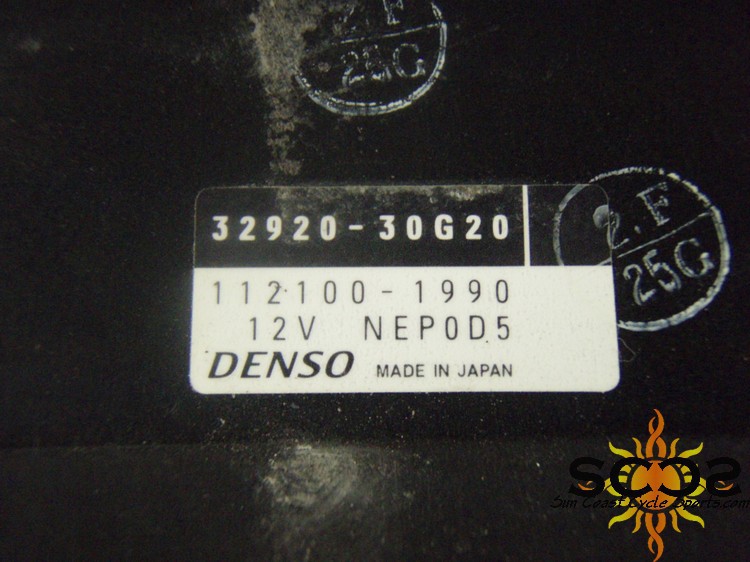 2.F
25G
32920-30G20
2.F
25G
112100-1990
12V NEP0D5
DENSO MADE IN JAPAN
SCCS
Sun Coast Cycle Sports.com